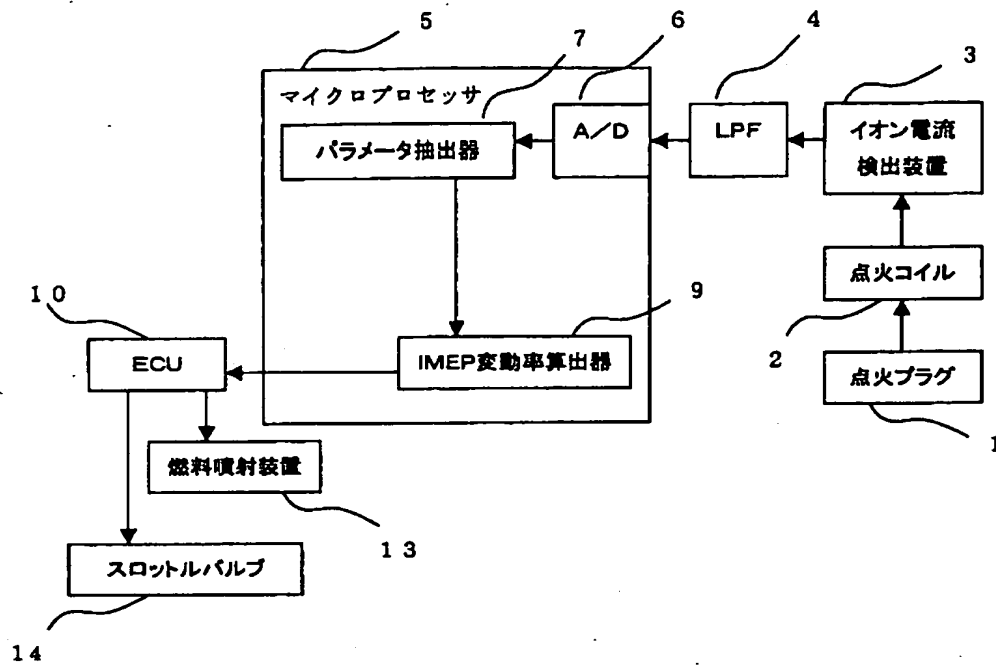 5
6
4
7
3
マイクロプロセッサ
パラメータ抽出器
A/D
LPF
イオン電流
検出装置
点火コイル
10
9
2
ECU
IMEP変動率算出器
点火プラグ
1
燃料噴射装置
13
スロットルバルブ
14